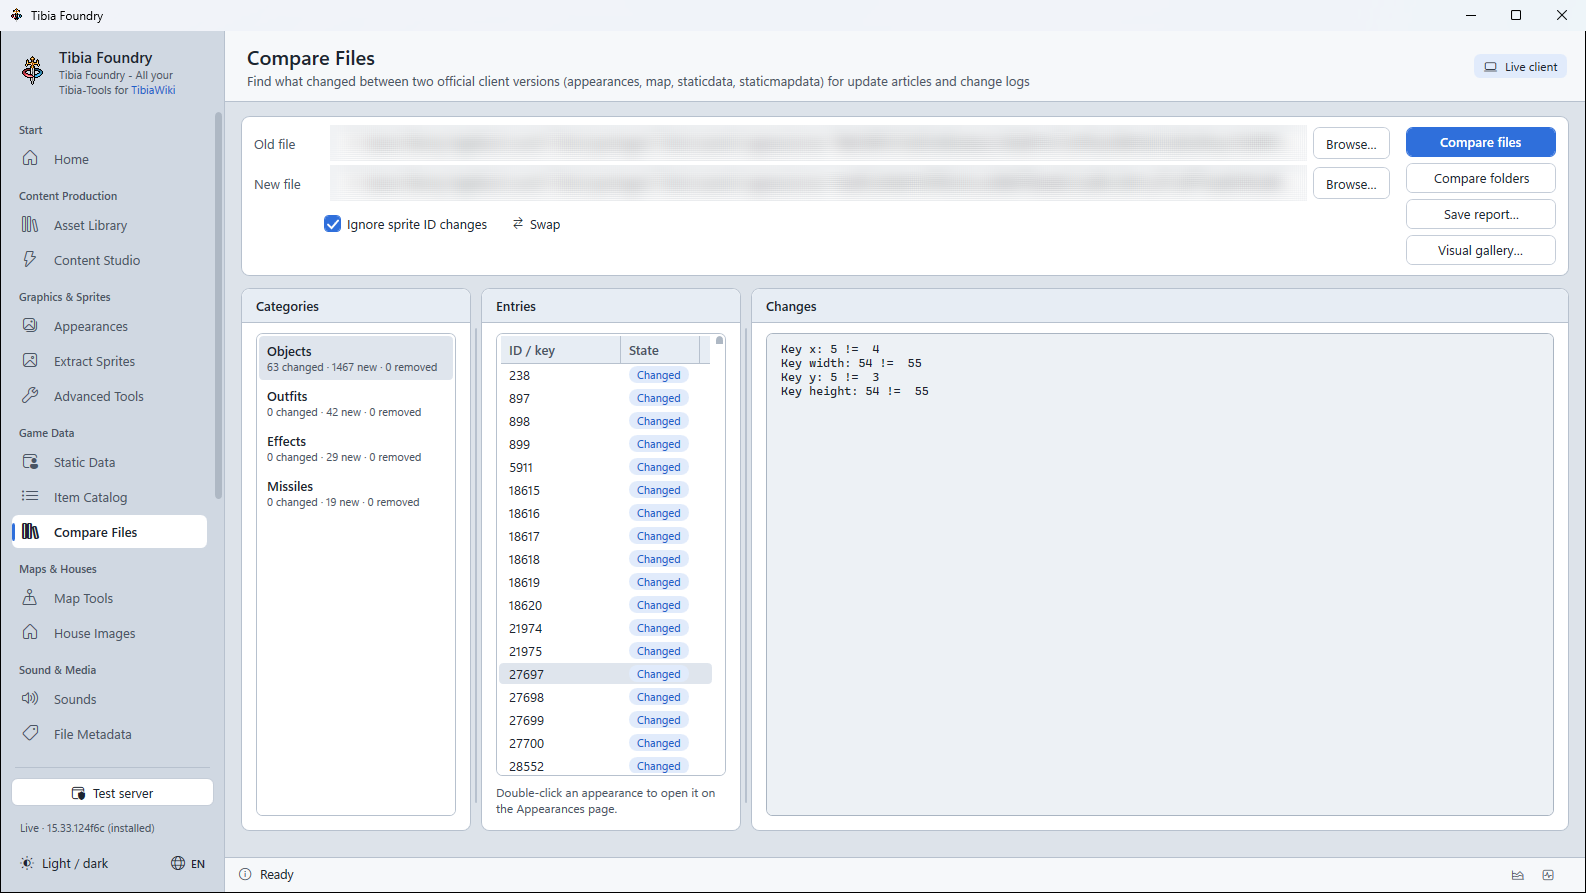 Tibia Foundry
Tibia Foundry
Tibia Foundry - All your
Tibia-Tools for TibiaWiki
Start
Home
Content Production
Asset Library
Content Studio
Graphics & Sprites
Appearances
Extract Sprites
Advanced Tools
Game Data
Static Data
Item Catalog
Compare Files
Maps & Houses
Map Tools
House Images
Sound & Media
Sounds
File Metadata
Test server
Live · 15.33.124f6c (installed)
Light / dark
EN
Compare Files
Find what changed between two official client versions (appearances, map, staticdata, staticmapdata) for update articles and change logs
Live client
Old file
Browse...
New file
Browse...
Ignore sprite ID changes
Swap
Compare files
Compare folders
Save report...
Visual gallery...
Categories
Objects
63 changed · 1467 new · 0 removed
Outfits
0 changed · 42 new · 0 removed
Effects
0 changed · 29 new · 0 removed
Missiles
0 changed · 19 new · 0 removed
Entries
ID / key State
238 Changed
897 Changed
898 Changed
899 Changed
5911 Changed
18615 Changed
18616 Changed
18617 Changed
18618 Changed
18619 Changed
18620 Changed
21974 Changed
21975 Changed
27697 Changed
27698 Changed
27699 Changed
27700 Changed
28552 Changed
Double-click an appearance to open it on
the Appearances page.
Changes
Key x: 5 !=  4
Key width: 54 !=  55
Key y: 5 !=  3
Key height: 54 !=  55
Ready